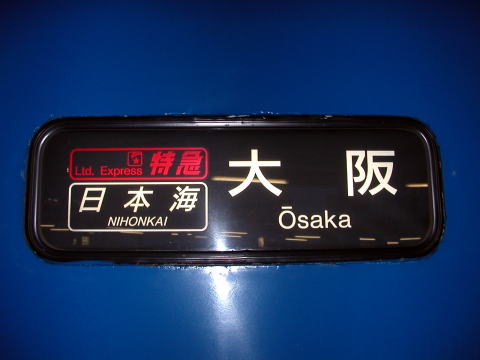 Ltd. Express 特急
日本海
NIHONKAI
大阪
Ōsaka